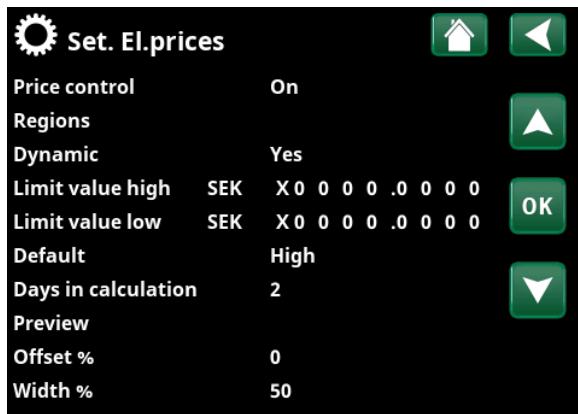 Set. El.prices
Price control On
Regions
Dynamic Yes
Limit value high SEK X 0 0 0 0 .0 0 0 0
Limit value low SEK X 0 0 0 0 .0 0 0 0
OK
Default High
Days in calculation 2
Preview
Offset % 0
Width % 50